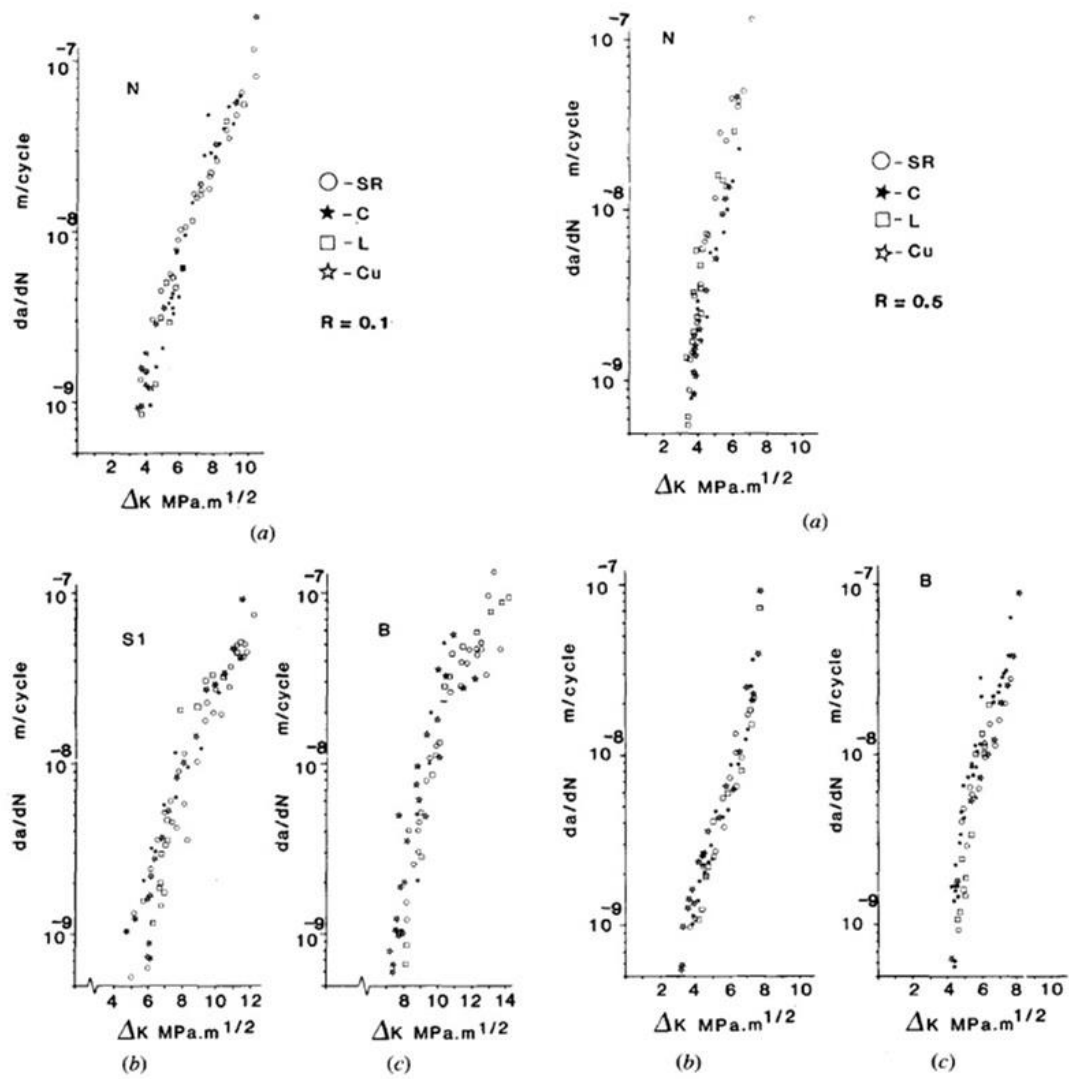 10⁻⁷
N
m/cycle
10⁻⁸
da/dN
10⁻⁹
2 4 6 8 10
ΔK MPa.m^1/2
(a)
○ - SR
★ - C
□ - L
☆ - Cu
R = 0.1
10⁻⁷
N
m/cycle
10⁻⁸
da/dN
10⁻⁹
2 4 6 8 10
ΔK MPa.m^1/2
(a)
○ - SR
★ - C
□ - L
☆ - Cu
R = 0.5
10⁻⁷
S1
m/cycle
10⁻⁸
da/dN
10⁻⁹
4 6 8 10 12
ΔK MPa.m^1/2
(b)
10⁻⁷
B
m/cycle
10⁻⁸
da/dN
10⁻⁹
8 10 12 14
ΔK MPa.m^1/2
(c)
10⁻⁷
m/cycle
10⁻⁸
da/dN
10⁻⁹
2 4 6 8 10
ΔK MPa.m^1/2
(b)
10⁻⁷
B
m/cycle
10⁻⁸
da/dN
10⁻⁹
2 4 6 8 10
ΔK MPa.m^1/2
(c)